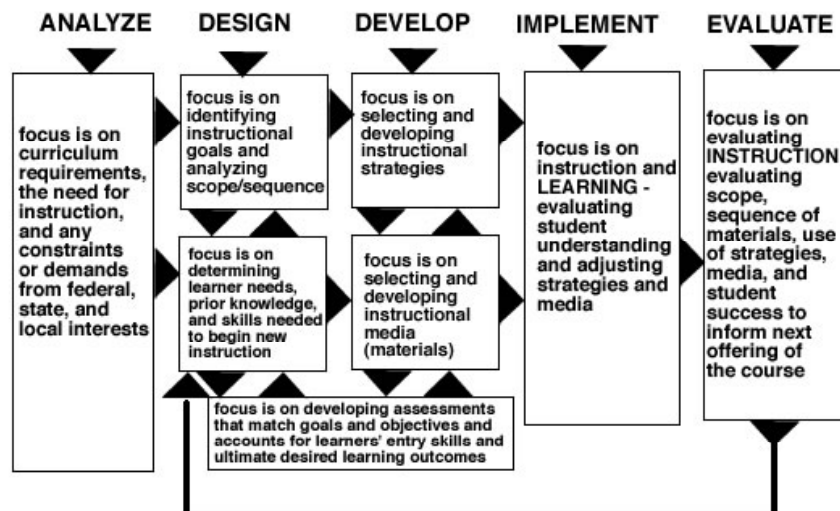 ANALYZE
DESIGN
DEVELOP
IMPLEMENT
EVALUATE
focus is on
curriculum
requirements,
the need for
instruction,
and any
constraints
or demands
from federal,
state, and
local interests
focus is on
identifying
instructional
goals and
analyzing
scope/sequence
focus is on
determining
learner needs,
prior knowledge,
and skills needed
to begin new
instruction
focus is on
selecting and
developing
instructional
strategies
focus is on
selecting and
developing
instructional
media
(materials)
focus is on developing assessments
that match goals and objectives and
accounts for learners' entry skills and
ultimate desired learning outcomes
focus is on
instruction and
LEARNING -
evaluating
student
understanding
and adjusting
strategies and
media
focus is on
evaluating
INSTRUCTION
evaluating
scope,
sequence of
materials, use
of strategies,
media, and
student
success to
inform next
offering of
the course